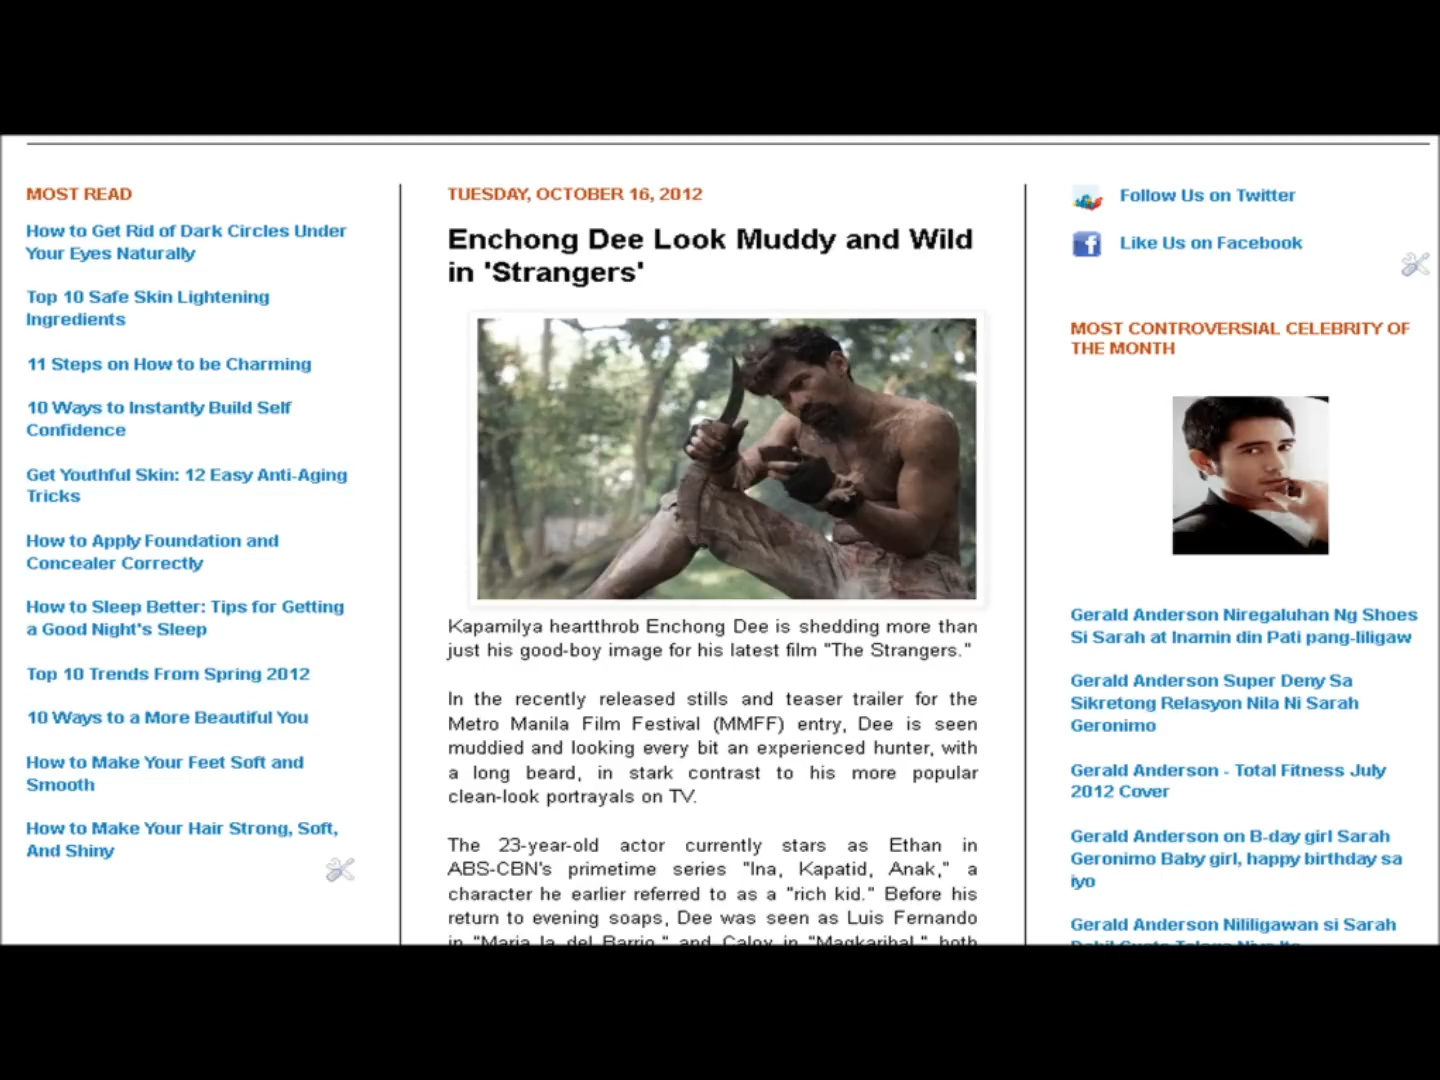 MOST READ
How to Get Rid of Dark Circles Under
Your Eyes Naturally
Top 10 Safe Skin Lightening
Ingredients
11 Steps on How to be Charming
10 Ways to Instantly Build Self
Confidence
Get Youthful Skin: 12 Easy Anti-Aging
Tricks
How to Apply Foundation and
Concealer Correctly
How to Sleep Better: Tips for Getting
a Good Night's Sleep
Top 10 Trends From Spring 2012
10 Ways to a More Beautiful You
How to Make Your Feet Soft and
Smooth
How to Make Your Hair Strong, Soft,
And Shiny
TUESDAY, OCTOBER 16, 2012
Enchong Dee Look Muddy and Wild
in 'Strangers'
Kapamilya heartthrob Enchong Dee is shedding more than
just his good-boy image for his latest film "The Strangers."
In the recently released stills and teaser trailer for the
Metro Manila Film Festival (MMFF) entry, Dee is seen
muddied and looking every bit an experienced hunter, with
a long beard, in stark contrast to his more popular
clean-look portrayals on TV.
The 23-year-old actor currently stars as Ethan in
ABS-CBN's primetime series "Ina, Kapatid, Anak," a
character he earlier referred to as a "rich kid." Before his
return to evening soaps, Dee was seen as Luis Fernando
in "Maria la del Barrio," and Caloy in "Magkaribal," both
Follow Us on Twitter
Like Us on Facebook
MOST CONTROVERSIAL CELEBRITY OF
THE MONTH
Gerald Anderson Niregaluhan Ng Shoes
Si Sarah at Inamin din Pati pang-liligaw
Gerald Anderson Super Deny Sa
Sikretong Relasyon Nila Ni Sarah
Geronimo
Gerald Anderson - Total Fitness July
2012 Cover
Gerald Anderson on B-day girl Sarah
Geronimo Baby girl, happy birthday sa
iyo
Gerald Anderson Nililigawan si Sarah